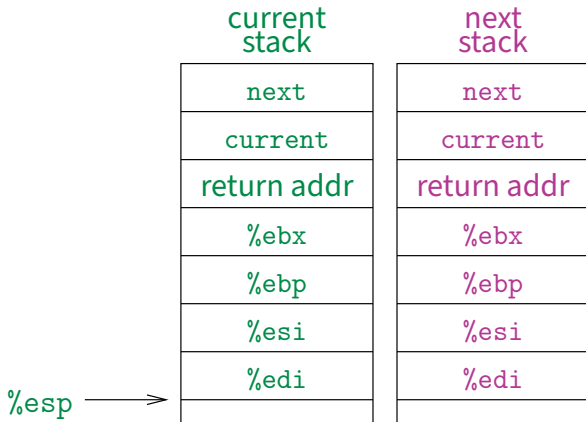 current
stack
next
stack
next
next
current
current
return addr
return addr
%ebx
%ebx
%ebp
%ebp
%esi
%esi
%edi
%edi
%esp